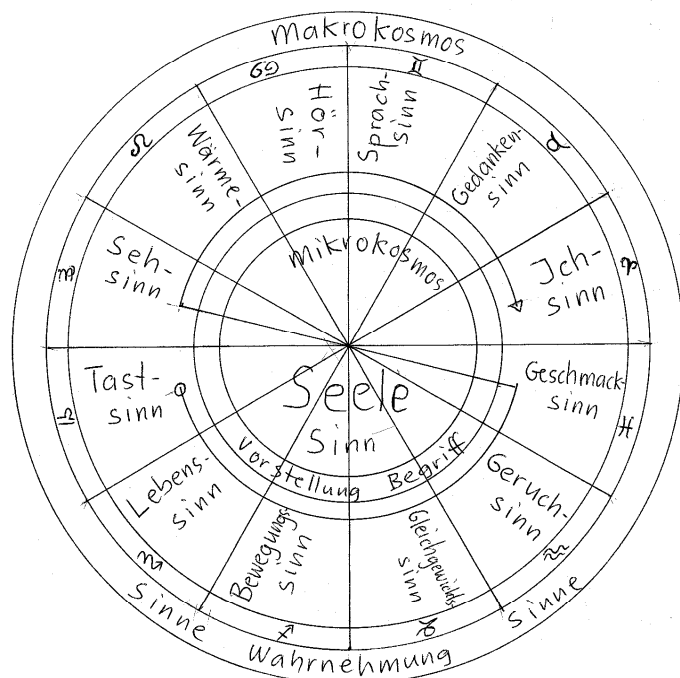 Makrokosmos
♋
♊
♌
♉
♍
♈
♎
♓
♏
♒
♐
♑
Hör-
sinn
Sprach-
sinn
Gedanken-
sinn
Jch-
sinn
Geschmack-
sinn
Geruch-
sinn
Gleichgewichts-
sinn
Bewegungs-
sinn
Lebens-
sinn
Tast-
sinn
Seh-
sinn
Wärme-
sinn
Mikrokosmos
Seele
Sinn
Vorstellung Begriff
Sinne Wahrnehmung Sinne